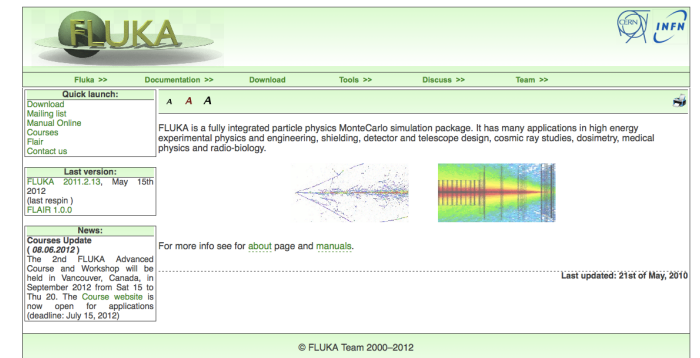 FLUKA
CERN
INFN
Fluka >> Documentation >> Download Tools >> Discuss >> Team >>
Quick launch:
Download
Mailing list
Manual Online
Courses
Flair
Contact us
Last version:
FLUKA 2011.2.13, May 15th
2012
(last respin )
FLAIR 1.0.0
News:
Courses Update
( 08.06.2012 )
The 2nd FLUKA Advanced
Course and Workshop will be
held in Vancouver, Canada, in
September 2012 from Sat 15 to
Thu 20. The Course website is
now open for applications
(deadline: July 15, 2012)
A A A
FLUKA is a fully integrated particle physics MonteCarlo simulation package. It has many applications in high energy
experimental physics and engineering, shielding, detector and telescope design, cosmic ray studies, dosimetry, medical
physics and radio-biology.
For more info see for about page and manuals.
Last updated: 21st of May, 2010
© FLUKA Team 2000–2012